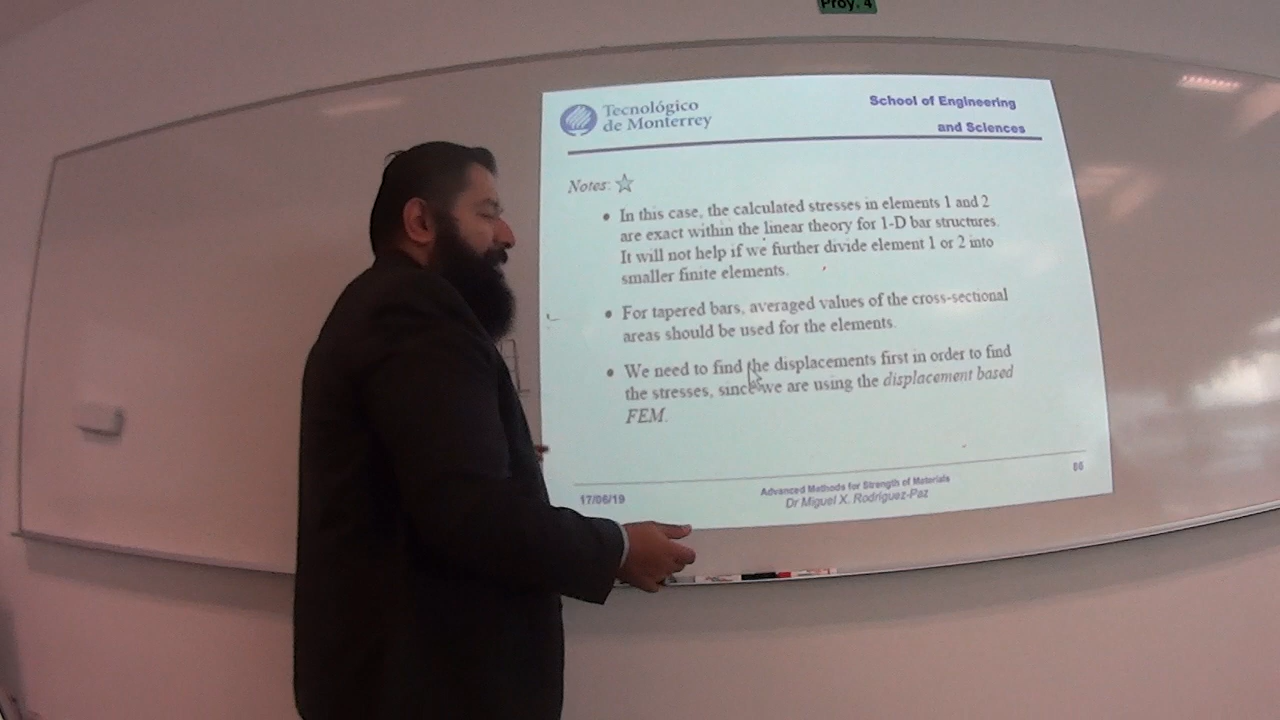 Proy. 4
Tecnológico
de Monterrey
School of Engineering
and Sciences
Notes:
• In this case, the calculated stresses in elements 1 and 2
are exact within the linear theory for 1-D bar structures.
It will not help if we further divide element 1 or 2 into
smaller finite elements.
• For tapered bars, averaged values of the cross-sectional
areas should be used for the elements.
• We need to find the displacements first in order to find
the stresses, since we are using the displacement based
FEM.
17/06/19
Advanced Methods for Strength of Materials
Dr Miguel X. Rodríguez-Paz